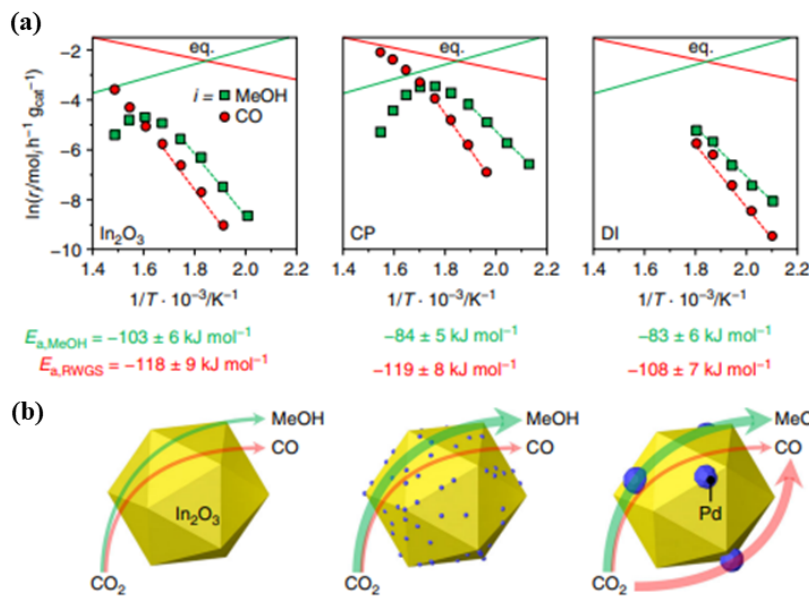 (a)
−2
−4
−6
−8
−10
ln(r/mol_i h⁻¹ g_cat⁻¹)
eq.
i = MeOH
CO
In₂O₃
1.4 1.6 1.8 2.0 2.2
1/T · 10⁻³/K⁻¹
eq.
CP
1.4 1.6 1.8 2.0 2.2
1/T · 10⁻³/K⁻¹
eq.
DI
1.4 1.6 1.8 2.0 2.2
1/T · 10⁻³/K⁻¹
E_a,MeOH = −103 ± 6 kJ mol⁻¹ −84 ± 5 kJ mol⁻¹ −83 ± 6 kJ mol⁻¹
E_a,RWGS = −118 ± 9 kJ mol⁻¹ −119 ± 8 kJ mol⁻¹ −108 ± 7 kJ mol⁻¹
(b)
MeOH
CO
In₂O₃
CO₂
MeOH
CO
CO₂
MeO
CO
Pd
CO₂